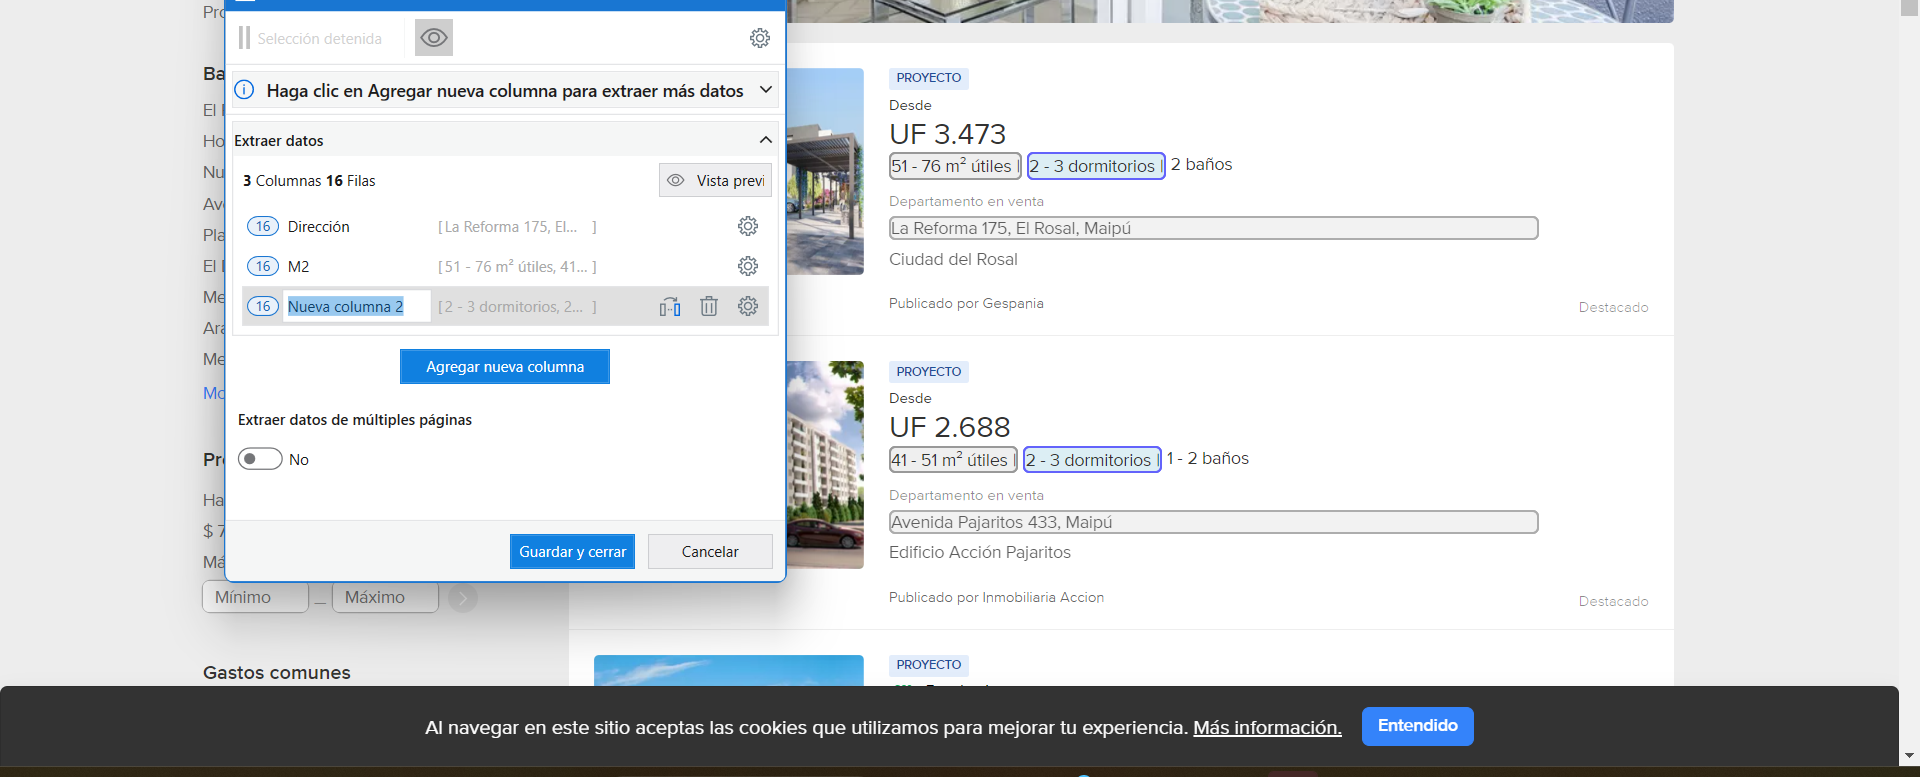 Selección detenida
Haga clic en Agregar nueva columna para extraer más datos
Extraer datos
3 Columnas 16 Filas
Vista previ
16 Dirección [ La Reforma 175, El... ]
16 M2 [ 51 - 76 m² útiles, 41... ]
16 Nueva columna 2 [ 2 - 3 dormitorios, 2... ]
Agregar nueva columna
Extraer datos de múltiples páginas
No
Guardar y cerrar
Cancelar
Pro
Ba
El
Ho
Nu
Av
Pla
El
Me
Ara
Me
Mo
Pr
Ha
$ 7
Má
Mínimo
Máximo
Gastos comunes
PROYECTO
Desde
UF 3.473
51 - 76 m² útiles | 2 - 3 dormitorios | 2 baños
Departamento en venta
La Reforma 175, El Rosal, Maipú
Ciudad del Rosal
Publicado por Gespania
Destacado
PROYECTO
Desde
UF 2.688
41 - 51 m² útiles | 2 - 3 dormitorios | 1 - 2 baños
Departamento en venta
Avenida Pajaritos 433, Maipú
Edificio Acción Pajaritos
Publicado por Inmobiliaria Accion
Destacado
PROYECTO
Al navegar en este sitio aceptas las cookies que utilizamos para mejorar tu experiencia. Más información.
Entendido